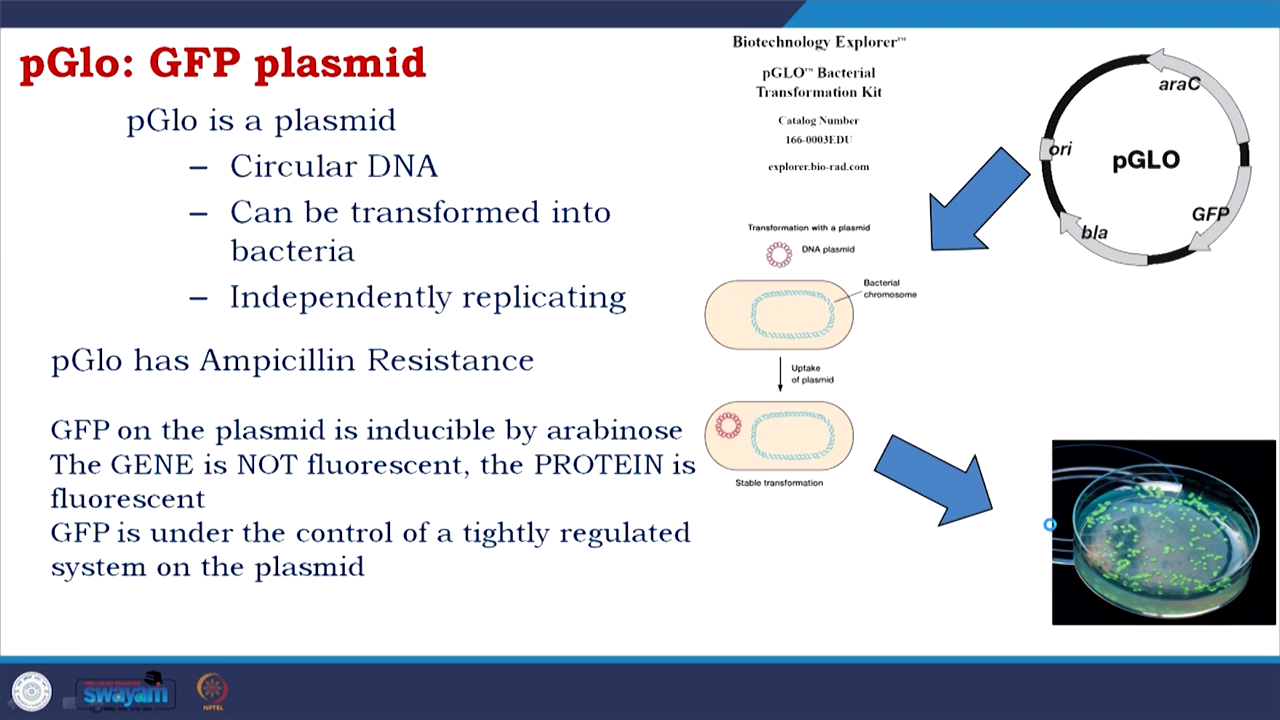 pGlo: GFP plasmid
pGlo is a plasmid
– Circular DNA
– Can be transformed into
bacteria
– Independently replicating
pGlo has Ampicillin Resistance
GFP on the plasmid is inducible by arabinose
The GENE is NOT fluorescent, the PROTEIN is
fluorescent
GFP is under the control of a tightly regulated
system on the plasmid
Biotechnology Explorer™
pGLO™ Bacterial
Transformation Kit
Catalog Number
166-0003EDU
explorer.bio-rad.com
Transformation with a plasmid
DNA plasmid
Bacterial
chromosome
Uptake
of plasmid
Stable transformation
araC
ori
pGLO
GFP
bla
swayam
NPTEL